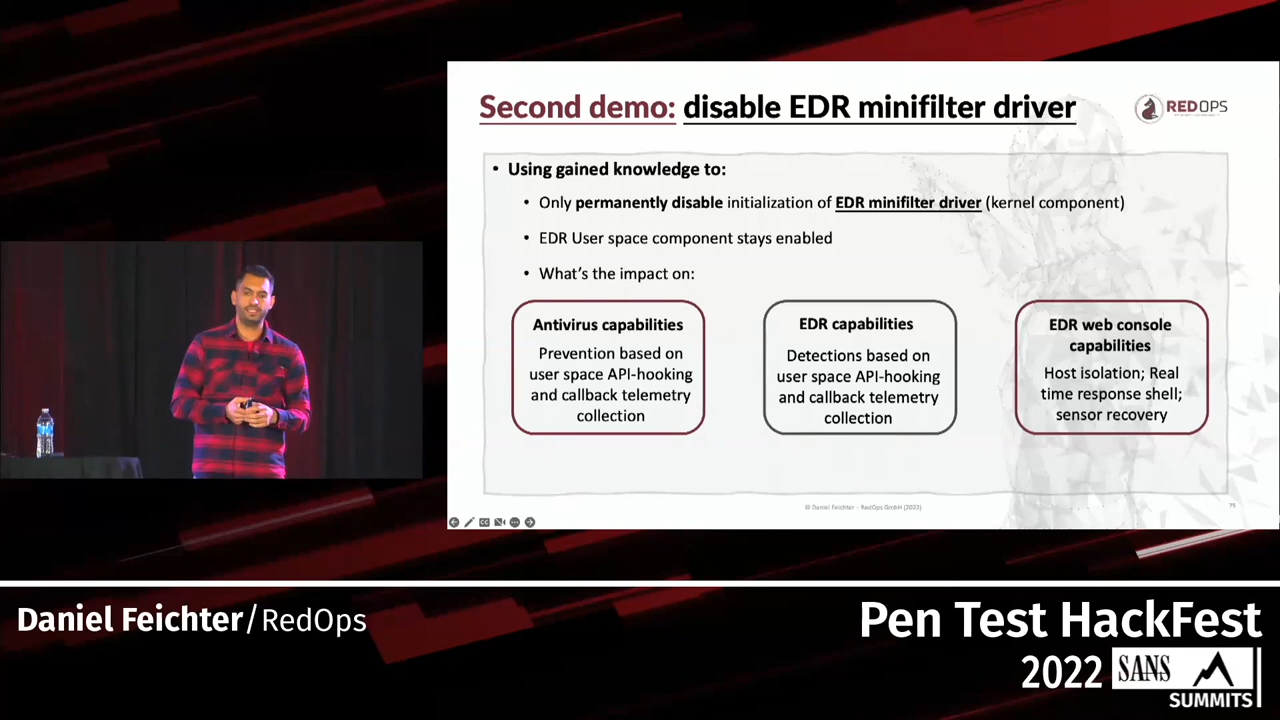 Second demo: disable EDR minifilter driver
REDOPS
• Using gained knowledge to:
• Only permanently disable initialization of EDR minifilter driver (kernel component)
• EDR User space component stays enabled
• What's the impact on:
Antivirus capabilities
Prevention based on
user space API-hooking
and callback telemetry
collection
EDR capabilities
Detections based on
user space API-hooking
and callback telemetry
collection
EDR web console
capabilities
Host isolation; Real
time response shell;
sensor recovery
© Daniel Feichter - RedOps GmbH (2022)
75
CC
Daniel Feichter/RedOps
Pen Test HackFest
2022 SANS
SUMMITS